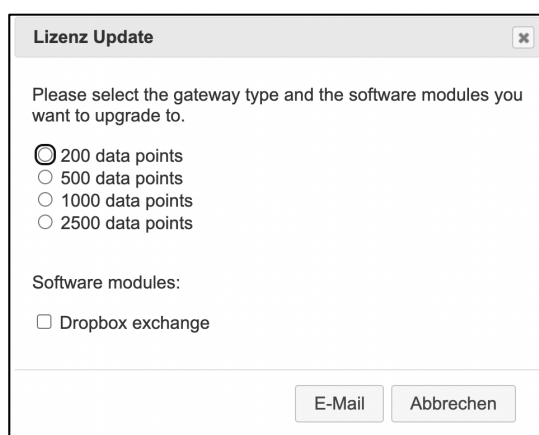 Lizenz Update
Please select the gateway type and the software modules you
want to upgrade to.
200 data points
500 data points
1000 data points
2500 data points
Software modules:
Dropbox exchange
E-Mail
Abbrechen